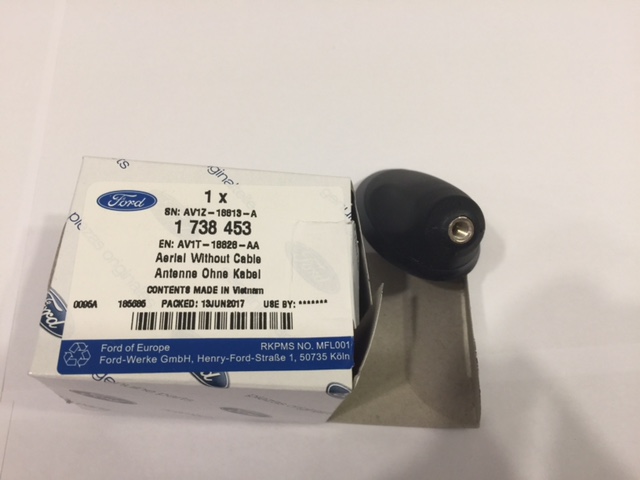 Ford
1 x
SN: AV1Z-18813-A
1 738 453
EN: AV1T-18828-AA
Aerial Without Cable
Antenne Ohne Kabel
CONTENTS MADE IN Vietnam
0095A 185685 PACKED: 13JUN2017 USE BY: *******
Ford of Europe RKPMS NO. MFL001
Ford-Werke GmbH, Henry-Ford-Straße 1, 50735 Köln